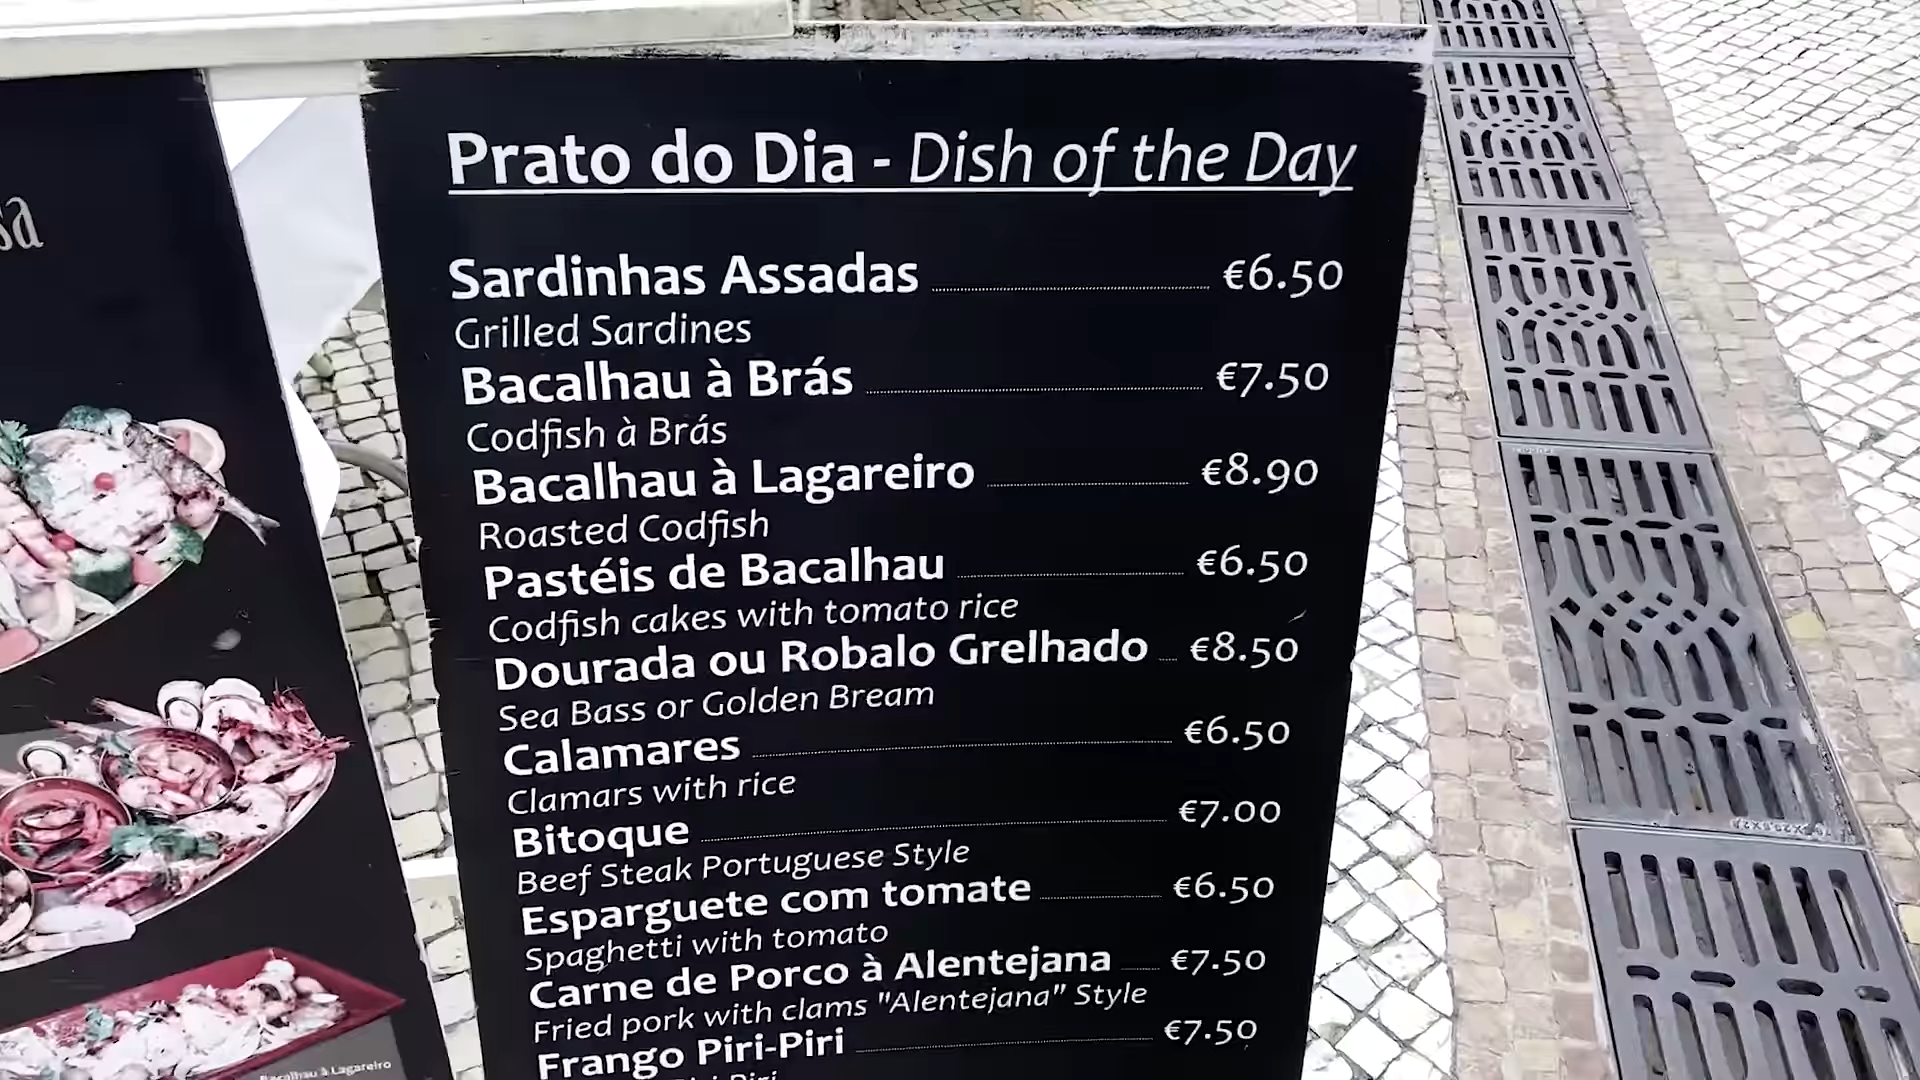 sa
Prato do Dia - Dish of the Day
Sardinhas Assadas €6.50
Grilled Sardines
Bacalhau à Brás €7.50
Codfish à Brás
Bacalhau à Lagareiro €8.90
Roasted Codfish
Pastéis de Bacalhau €6.50
Codfish cakes with tomato rice
Dourada ou Robalo Grelhado €8.50
Sea Bass or Golden Bream
Calamares €6.50
Clamars with rice
Bitoque €7.00
Beef Steak Portuguese Style
Esparguete com tomate €6.50
Spaghetti with tomato
Carne de Porco à Alentejana €7.50
Fried pork with clams "Alentejana" Style
Frango Piri-Piri €7.50
Piri-Piri
Bacalhau à Lagareiro